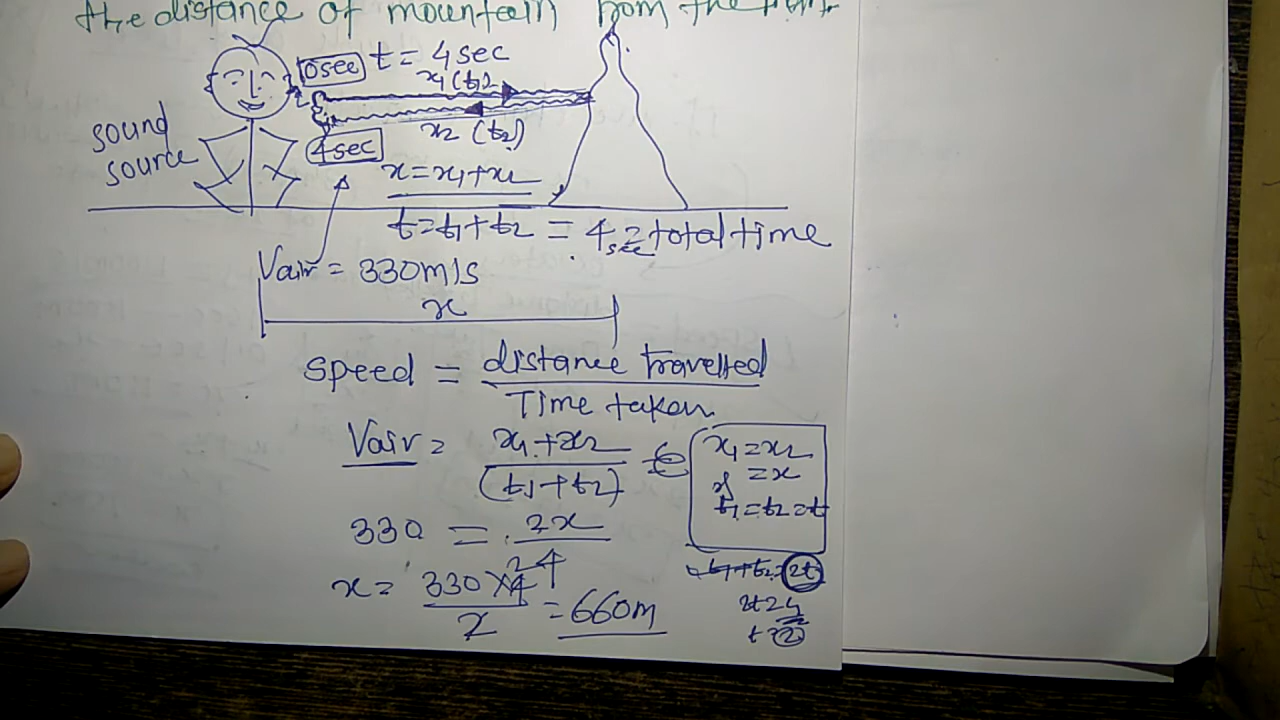 the distance of mountain from the
0sec t = 4sec
x1 (t1)
sound
source
x2 (t2)
4sec
x = x1 + x2
t = t1 + t2 = 4sec = total time
Vair = 330m/s
x
speed = distance travelled
Time taken
Vair = x1 + x2
(t1 + t2)
x1 = x2
= x
t1 = t2 = t
330 = 2x
4
t1 + t2 = 2t
x = 330 × 4
2
= 660m
2t = 4
t = 2